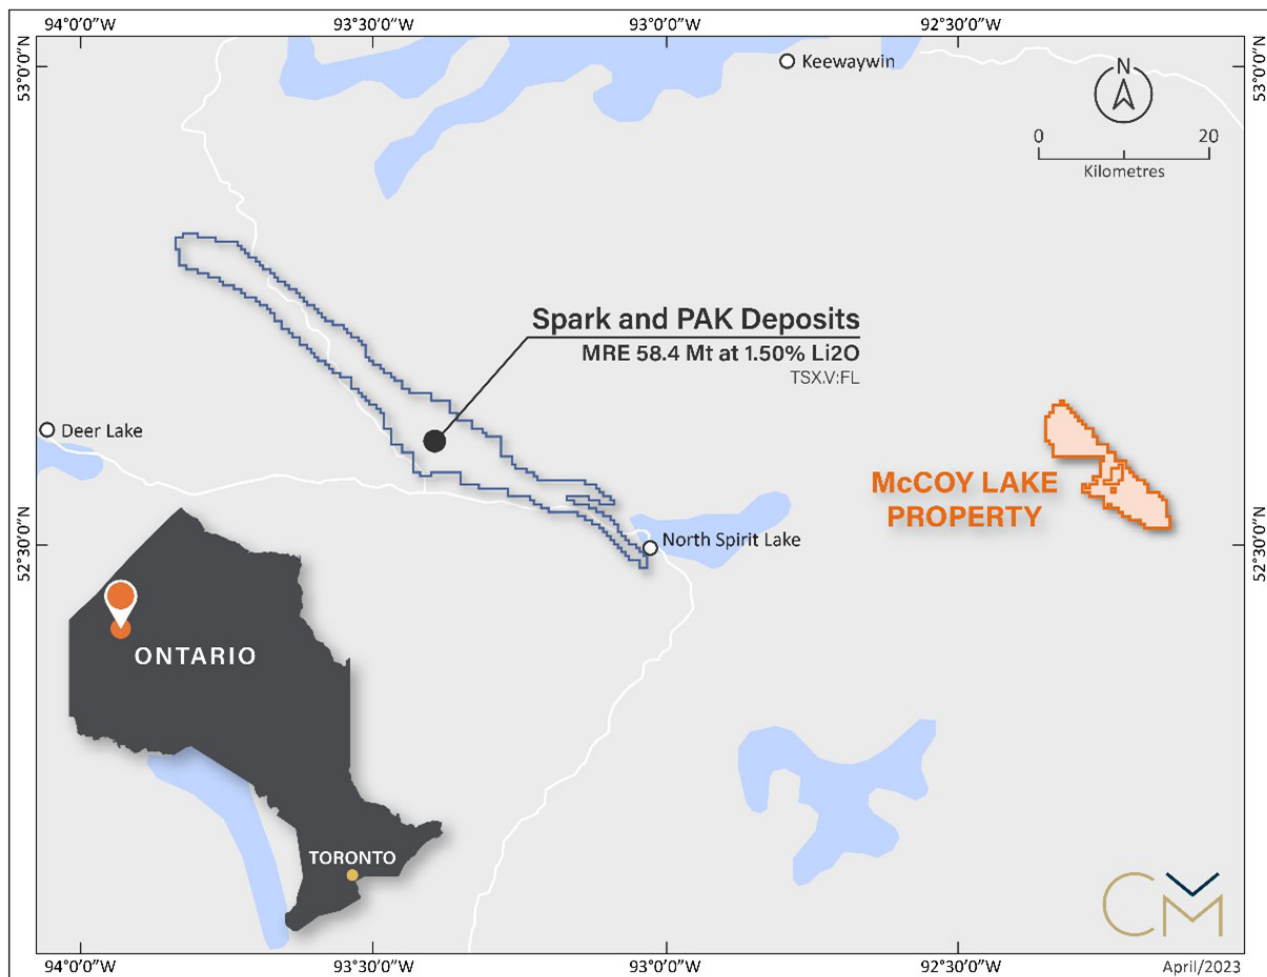 94°0'0"W
93°30'0"W
93°0'0"W
92°30'0"W
53°0'0"N
53°0'0"N
Keewaywin
N
0
20
Kilometres
Spark and PAK Deposits
MRE 58.4 Mt at 1.50% Li2O
TSX.V:FL
Deer Lake
McCOY LAKE
PROPERTY
North Spirit Lake
52°30'0"N
52°30'0"N
ONTARIO
TORONTO
CM
94°0'0"W
93°30'0"W
93°0'0"W
92°30'0"W
April/2023